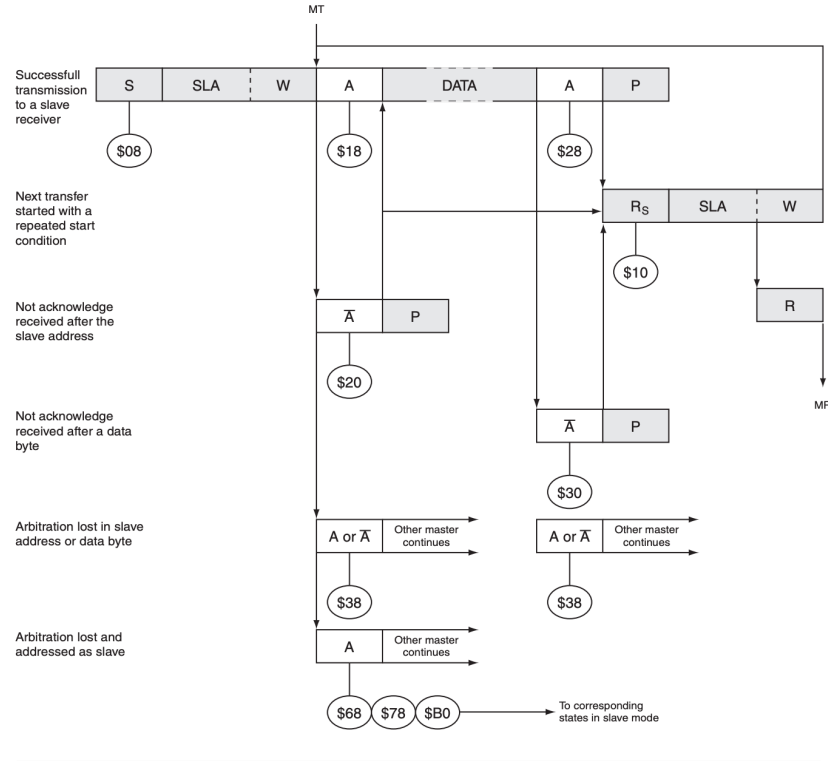 MT
Successfull
transmission
to a slave
receiver
S SLA W A DATA A P
$08 $18 $28
Next transfer
started with a
repeated start
condition
RS SLA W
$10
Not acknowledge
received after the
slave address
A̅ P
R
$20
MR
Not acknowledge
received after a data
byte
A̅ P
$30
Arbitration lost in slave
address or data byte
A or A̅
Other master
continues
A or A̅
Other master
continues
$38 $38
Arbitration lost and
addressed as slave
A
Other master
continues
$68 $78 $B0
To corresponding
states in slave mode